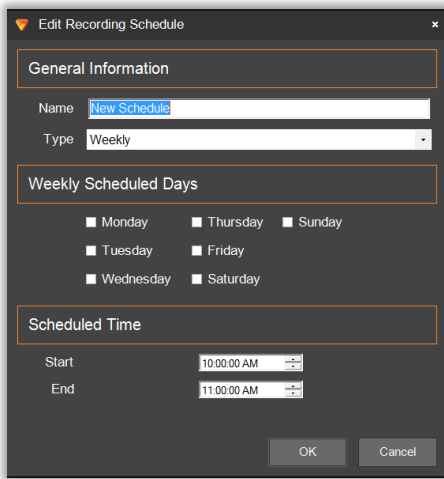 Edit Recording Schedule ×
General Information
Name New Schedule
Type Weekly
Weekly Scheduled Days
Monday Thursday Sunday
Tuesday Friday
Wednesday Saturday
Scheduled Time
Start 10:00:00 AM
End 11:00:00 AM
OK Cancel